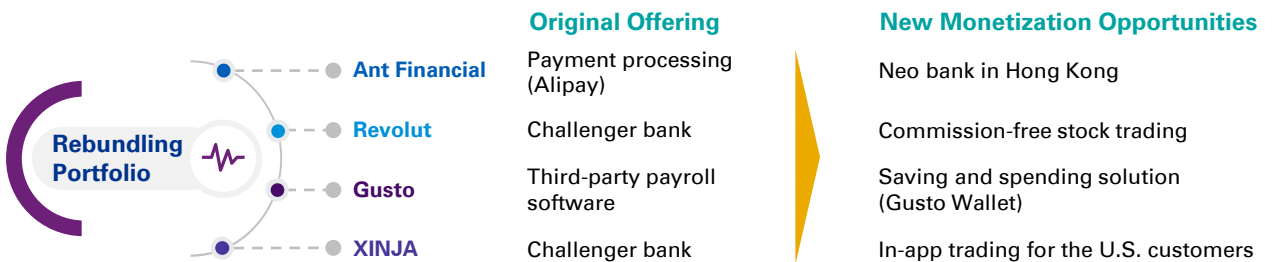 Original Offering
New Monetization Opportunities
Rebundling
Portfolio
Ant Financial
Payment processing
(Alipay)
Neo bank in Hong Kong
Revolut
Challenger bank
Commission-free stock trading
Gusto
Third-party payroll
software
Saving and spending solution
(Gusto Wallet)
XINJA
Challenger bank
In-app trading for the U.S. customers